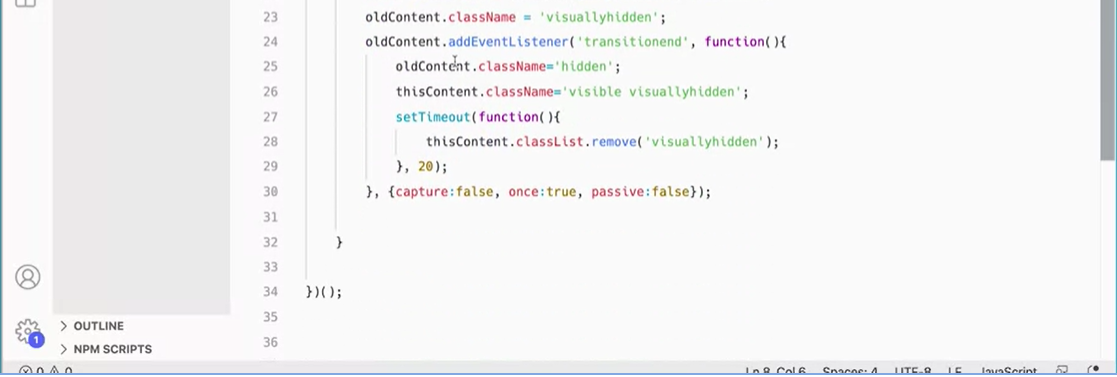 23 oldContent.className = 'visuallyhidden';
24 oldContent.addEventListener('transitionend', function(){
25 oldContent.className='hidden';
26 thisContent.className='visible visuallyhidden';
27 setTimeout(function(){
28 thisContent.classList.remove('visuallyhidden');
29 }, 20);
30 }, {capture:false, once:true, passive:false});
31
32 }
33
34 })();
35
36
1
OUTLINE
NPM SCRIPTS
0 0 Ln 8, Col 6 Spaces: 4 UTF-8 LF JavaScript